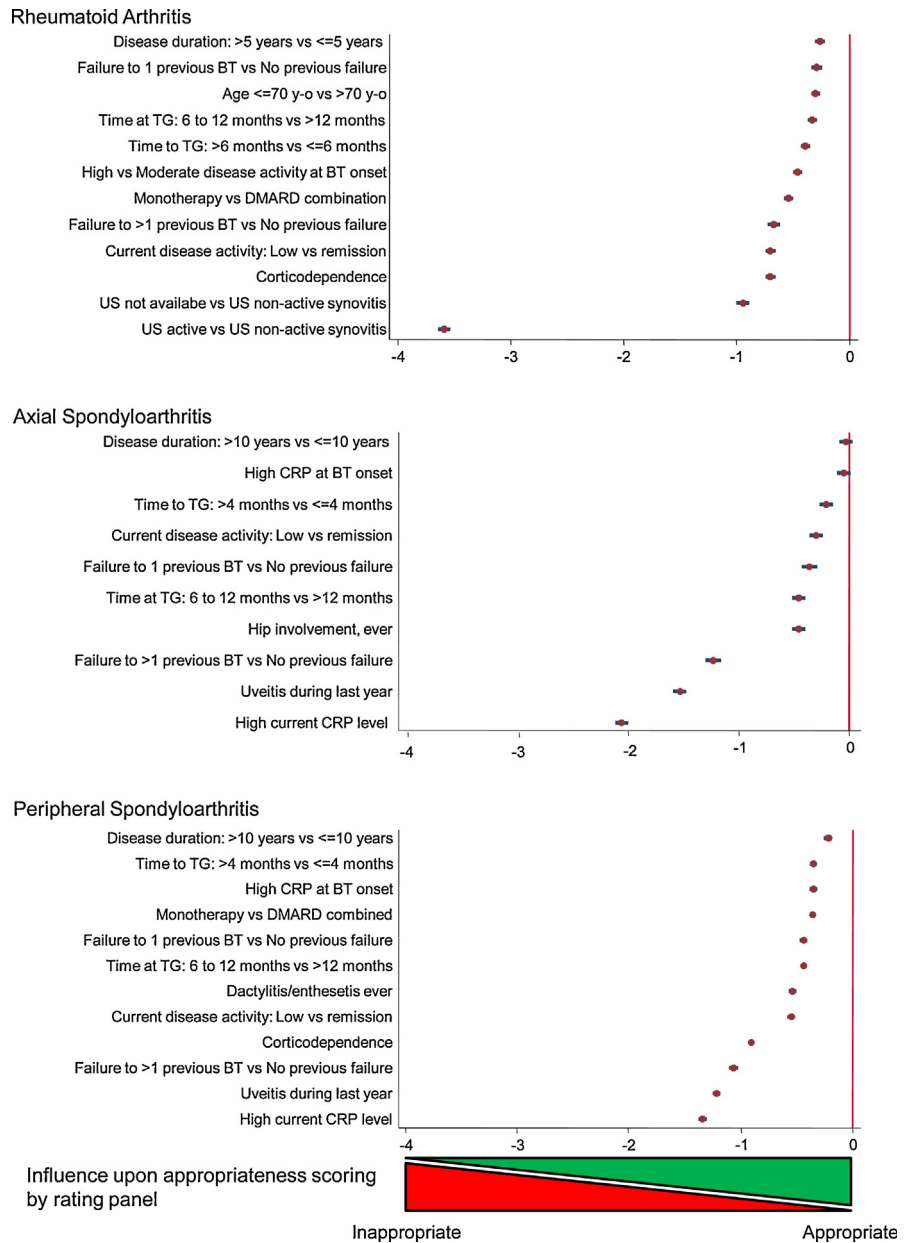 Rheumatoid Arthritis
Disease duration: >5 years vs <=5 years
Failure to 1 previous BT vs No previous failure
Age <=70 y-o vs >70 y-o
Time at TG: 6 to 12 months vs >12 months
Time to TG: >6 months vs <=6 months
High vs Moderate disease activity at BT onset
Monotherapy vs DMARD combination
Failure to >1 previous BT vs No previous failure
Current disease activity: Low vs remission
Corticodependence
US not availabe vs US non-active synovitis
US active vs US non-active synovitis
-4 -3 -2 -1 0
Axial Spondyloarthritis
Disease duration: >10 years vs <=10 years
High CRP at BT onset
Time to TG: >4 months vs <=4 months
Current disease activity: Low vs remission
Failure to 1 previous BT vs No previous failure
Time at TG: 6 to 12 months vs >12 months
Hip involvement, ever
Failure to >1 previous BT vs No previous failure
Uveitis during last year
High current CRP level
-4 -3 -2 -1 0
Peripheral Spondyloarthritis
Disease duration: >10 years vs <=10 years
Time to TG: >4 months vs <=4 months
High CRP at BT onset
Monotherapy vs DMARD combined
Failure to 1 previous BT vs No previous failure
Time at TG: 6 to 12 months vs >12 months
Dactylitis/enthesetis ever
Current disease activity: Low vs remission
Corticodependence
Failure to >1 previous BT vs No previous failure
Uveitis during last year
High current CRP level
-4 -3 -2 -1 0
Influence upon appropriateness scoring
by rating panel
Inappropriate Appropriate